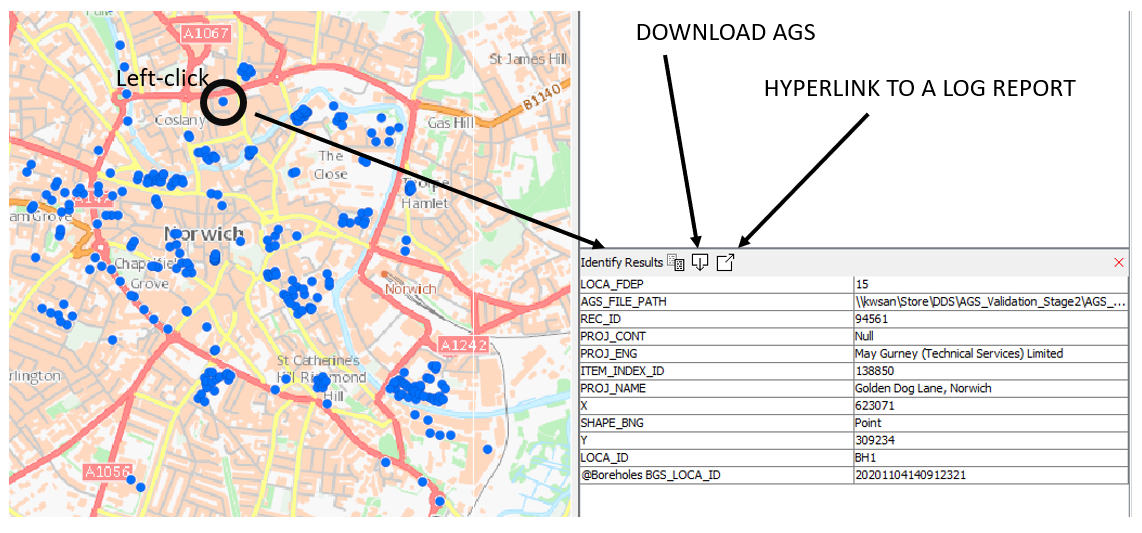 DOWNLOAD AGS
HYPERLINK TO A LOG REPORT
Left-click
A1067
St James Hill
B1140
Coslany
Gas Hill
The
Close
Thorpe
Hamlet
Norwich
Grove
Norwich
A1242
St Catherine's
Hill Richmond
Hill
A1056
Identify Results
LOCA_FDEP 15
AGS_FILE_PATH \\kwsan\Store\DDS\AGS_Validation_Stage2\AGS_...
REC_ID 94561
PROJ_CONT Null
PROJ_ENG May Gurney (Technical Services) Limited
ITEM_INDEX_ID 138850
PROJ_NAME Golden Dog Lane, Norwich
X 623071
SHAPE_BNG Point
Y 309234
LOCA_ID BH1
@Boreholes BGS_LOCA_ID 20201104140912321